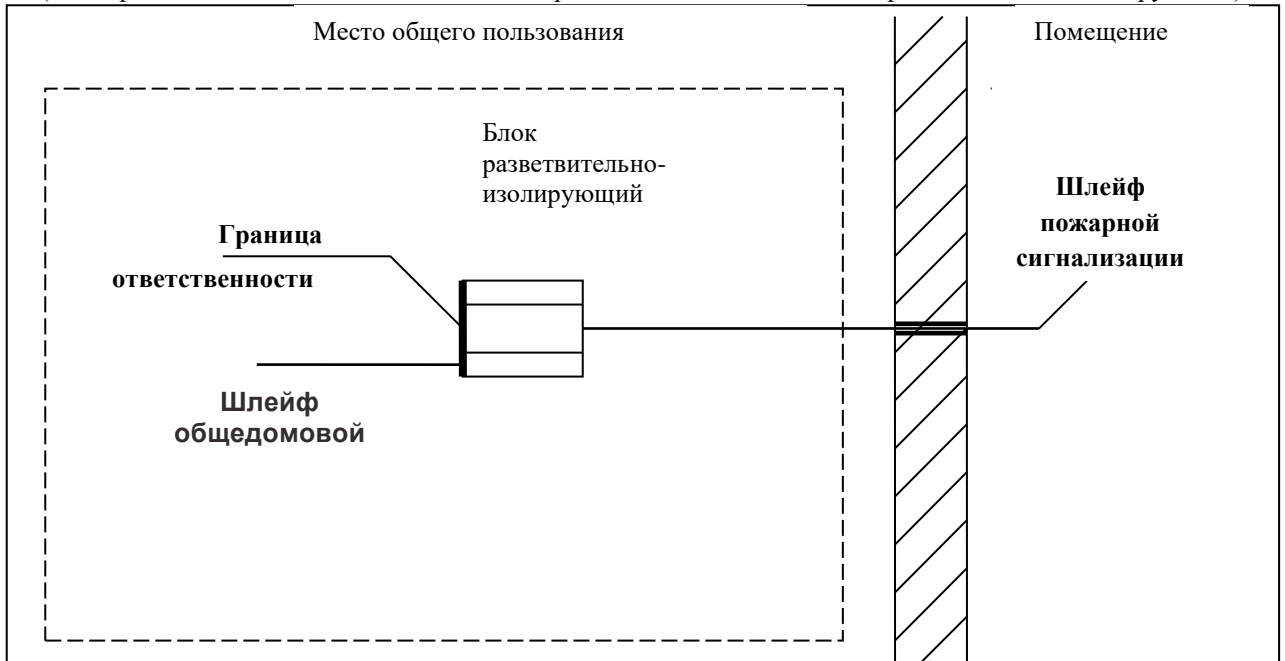 Место общего пользования
Помещение
Блок
разветвительно-
изолирующий
Граница
ответственности
Шлейф
общедомовой
Шлейф
пожарной
сигнализации